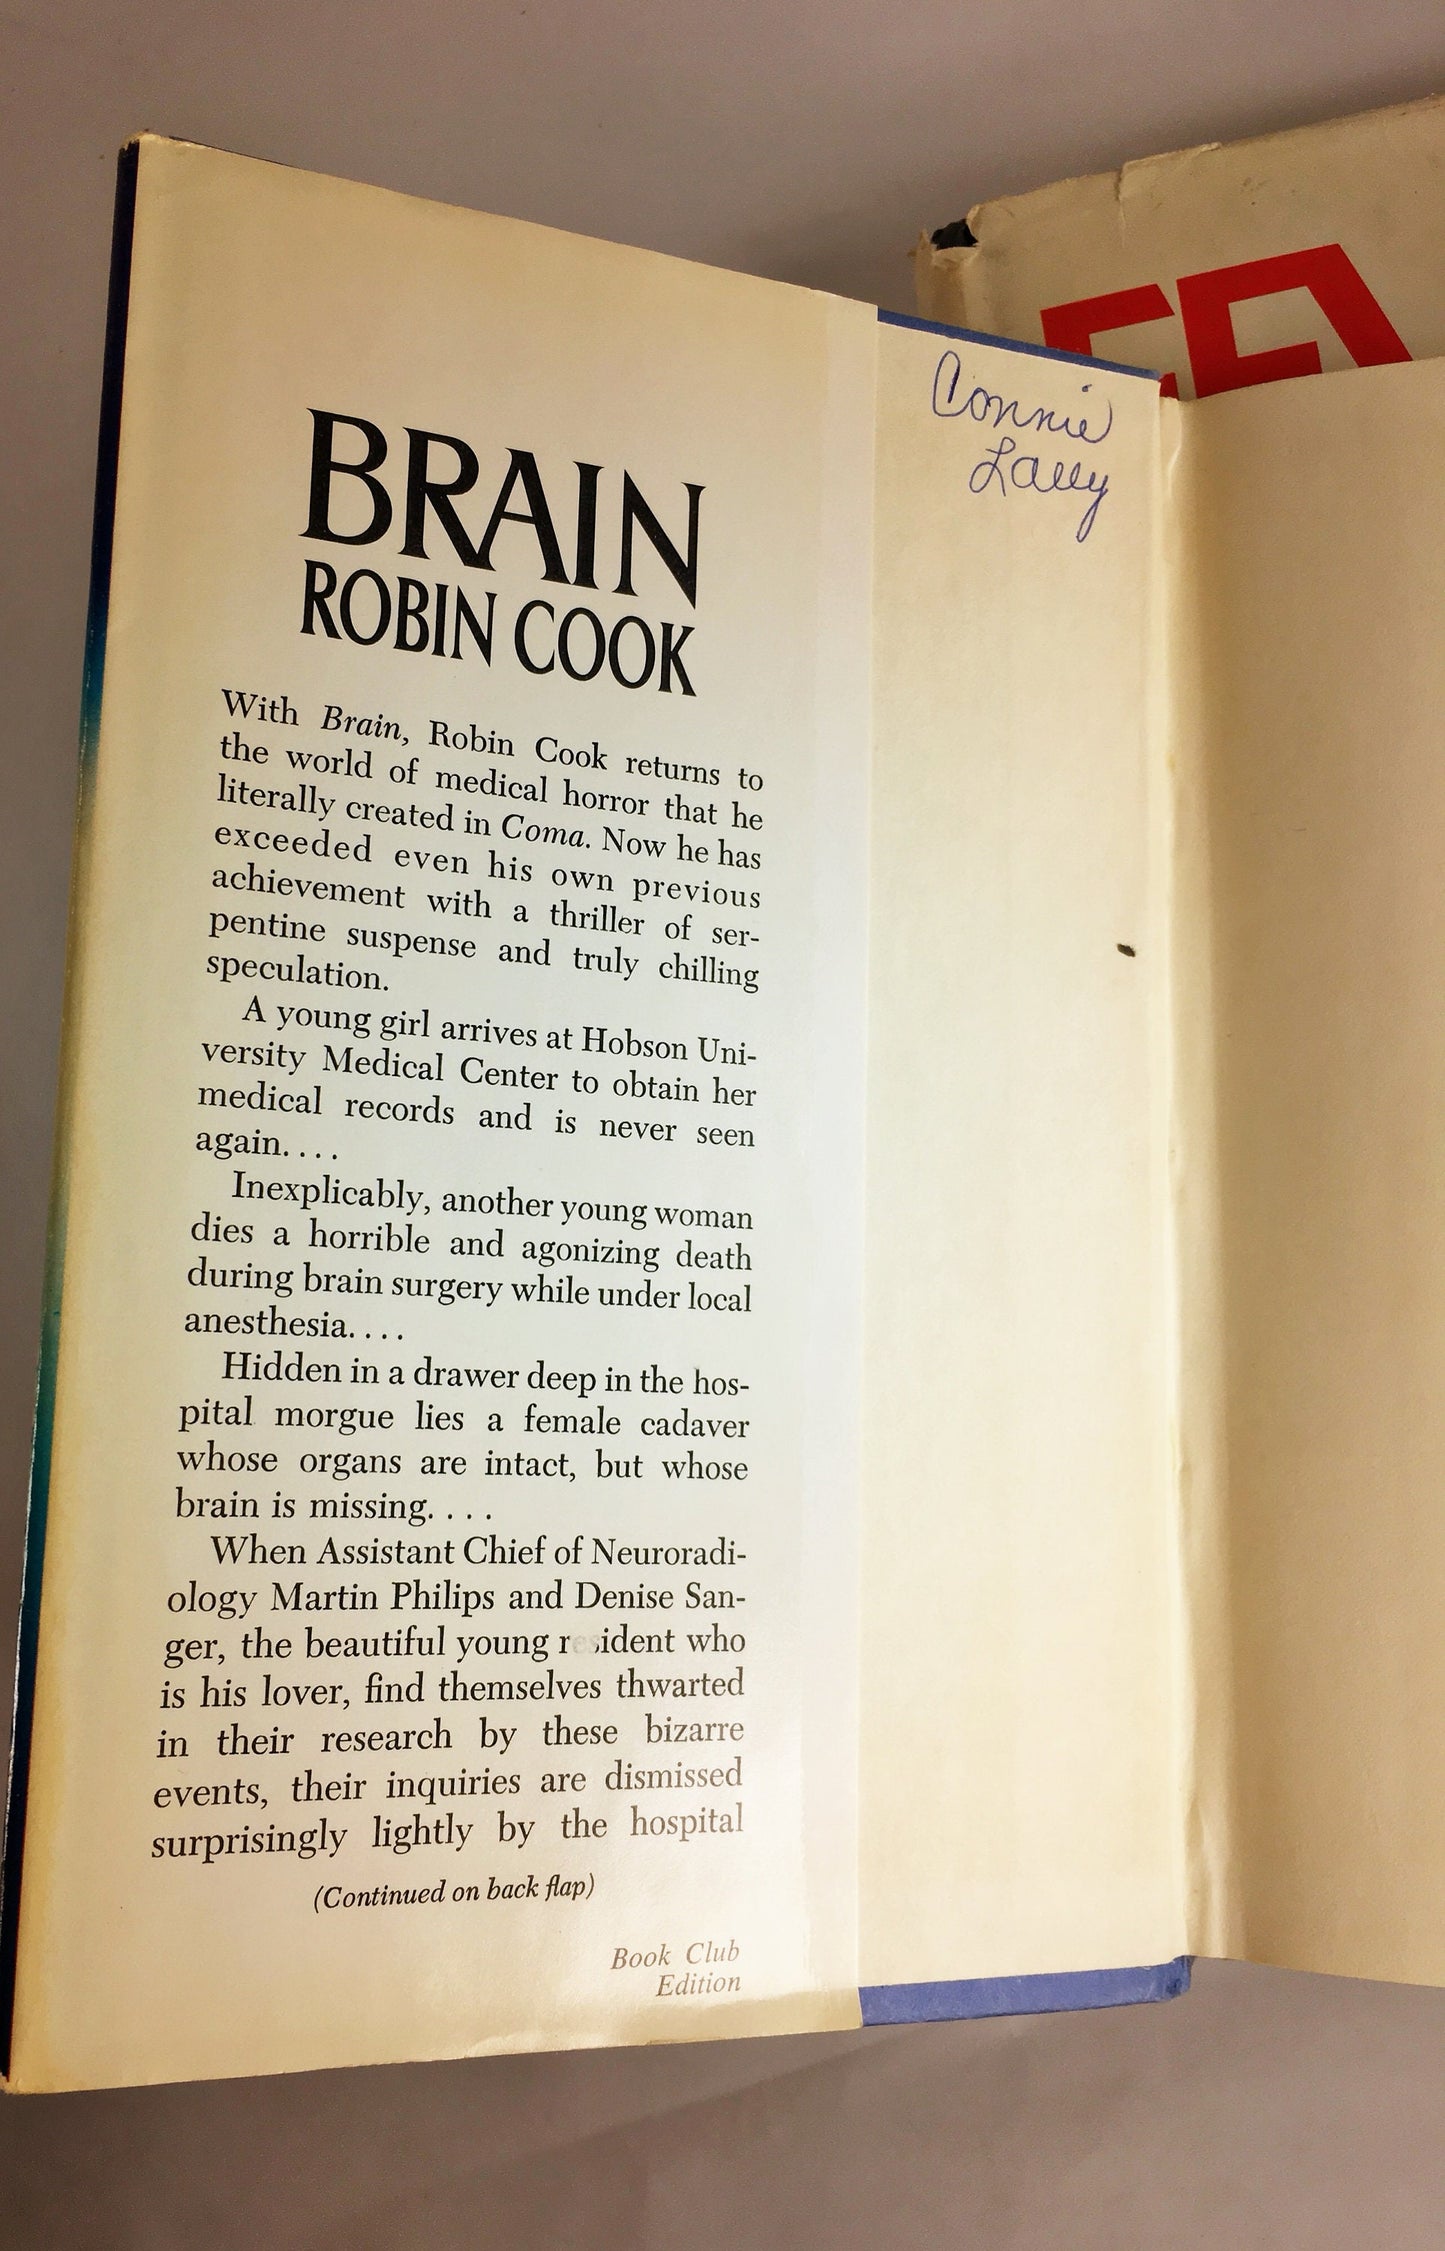 BRAIN
ROBIN COOK
With Brain, Robin Cook returns to
the world of medical horror that he
literally created in Coma. Now he has
exceeded even his own previous
achievement with a thriller of ser-
pentine suspense and truly chilling
speculation.
A young girl arrives at Hobson Uni-
versity Medical Center to obtain her
medical records and is never seen
again. . . .
Inexplicably, another young woman
dies a horrible and agonizing death
during brain surgery while under local
anesthesia. . . .
Hidden in a drawer deep in the hos-
pital morgue lies a female cadaver
whose organs are intact, but whose
brain is missing. . . .
When Assistant Chief of Neuroradi-
ology Martin Philips and Denise San-
ger, the beautiful young resident who
is his lover, find themselves thwarted
in their research by these bizarre
events, their inquiries are dismissed
surprisingly lightly by the hospital
(Continued on back flap)
Book Club
Edition
Connie
Lally